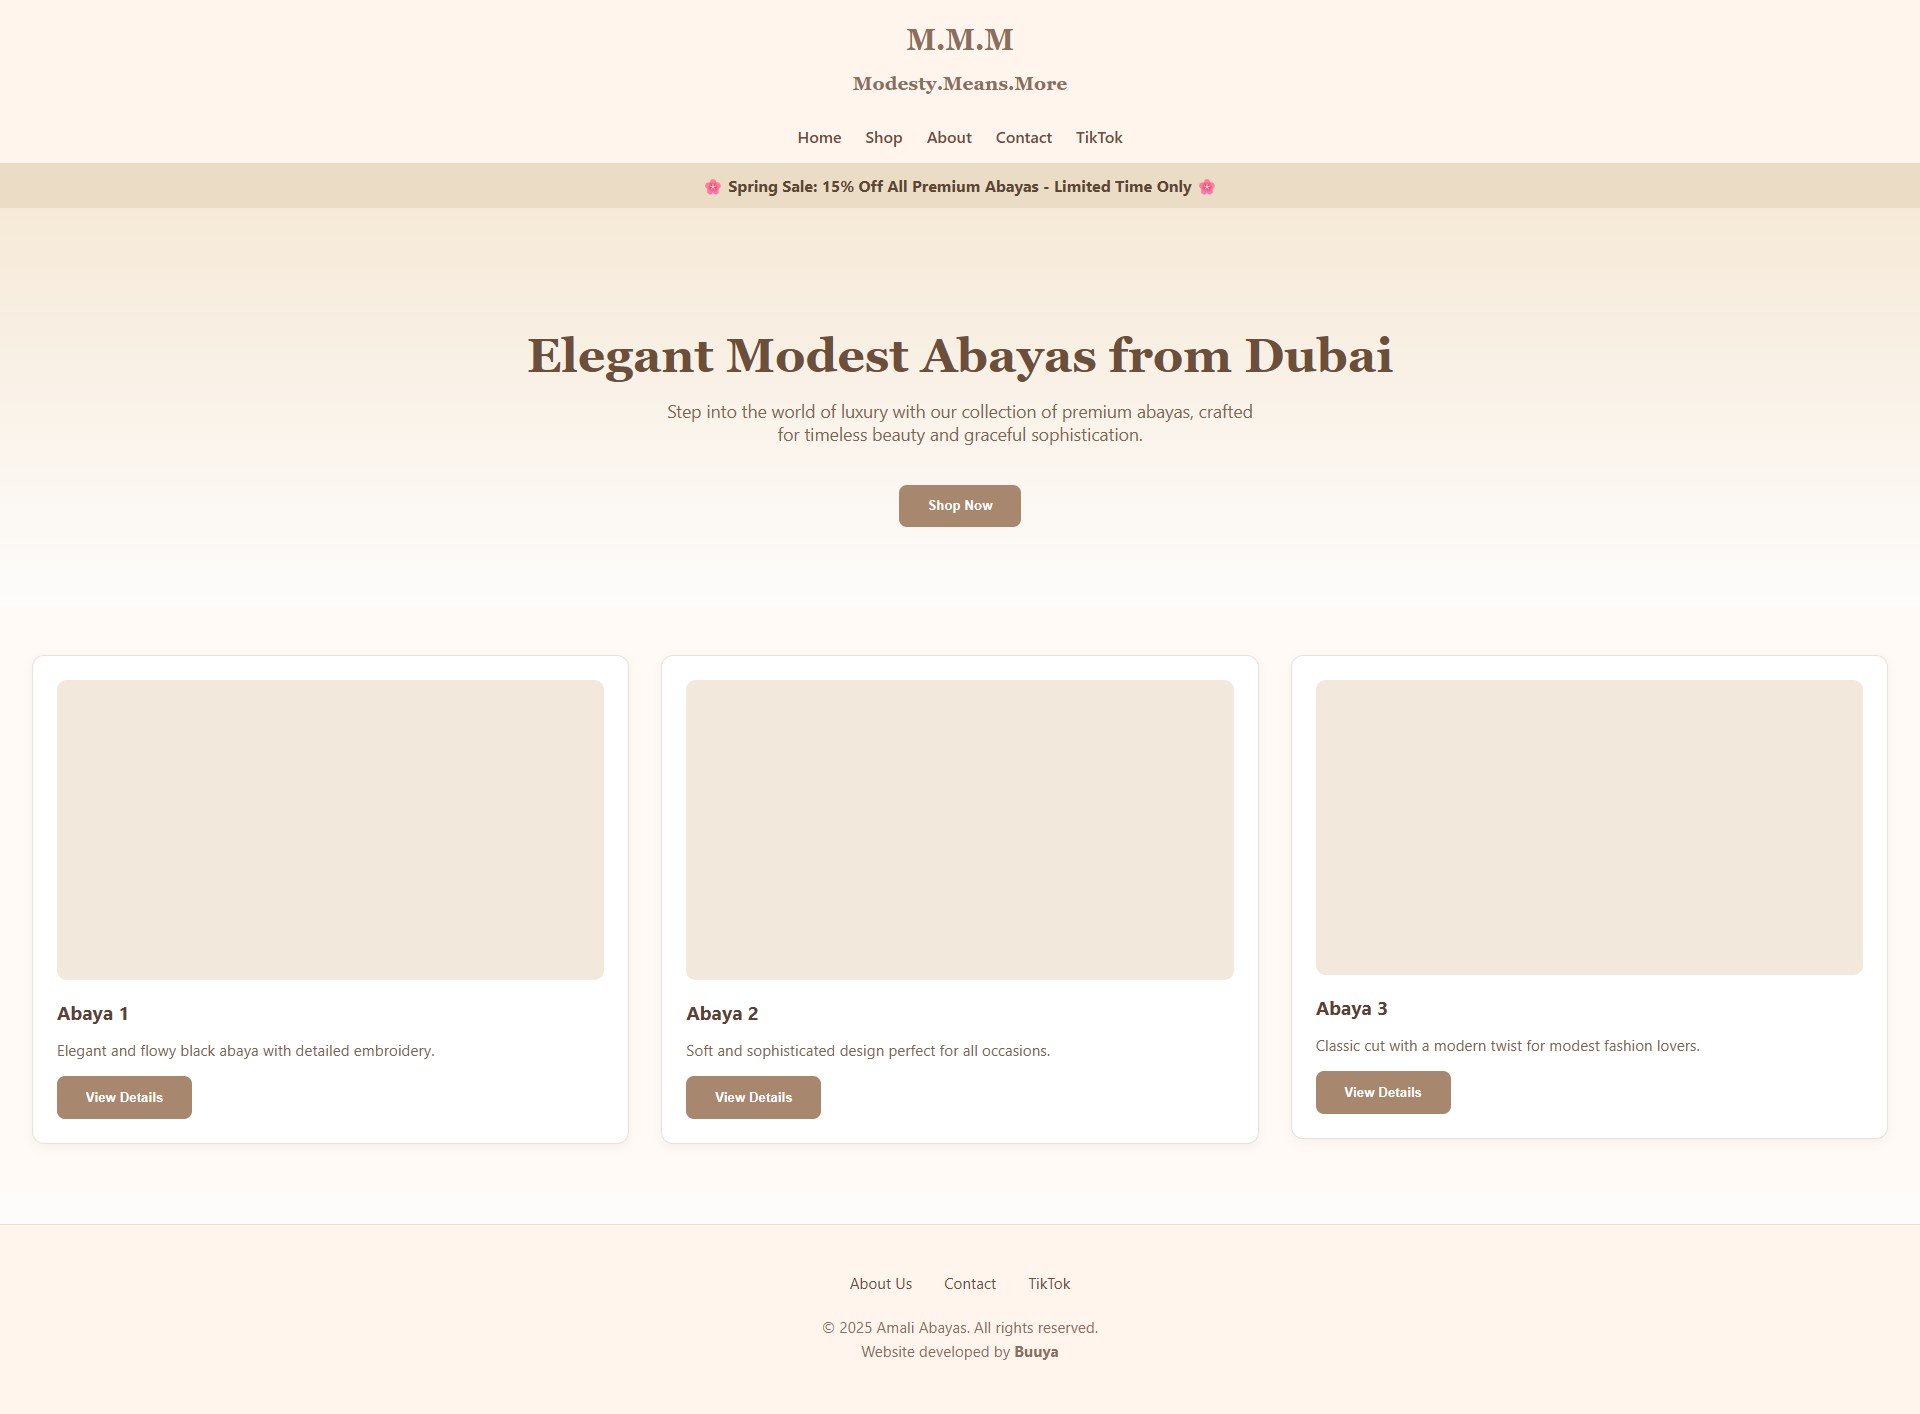 M.M.M
Modesty.Means.More
Home Shop About Contact TikTok
🌸 Spring Sale: 15% Off All Premium Abayas - Limited Time Only 🌸
Elegant Modest Abayas from Dubai
Step into the world of luxury with our collection of premium abayas, crafted
for timeless beauty and graceful sophistication.
Shop Now
Abaya 1
Elegant and flowy black abaya with detailed embroidery.
View Details
Abaya 2
Soft and sophisticated design perfect for all occasions.
View Details
Abaya 3
Classic cut with a modern twist for modest fashion lovers.
View Details
About Us Contact TikTok
© 2025 Amali Abayas. All rights reserved.
Website developed by Buuya